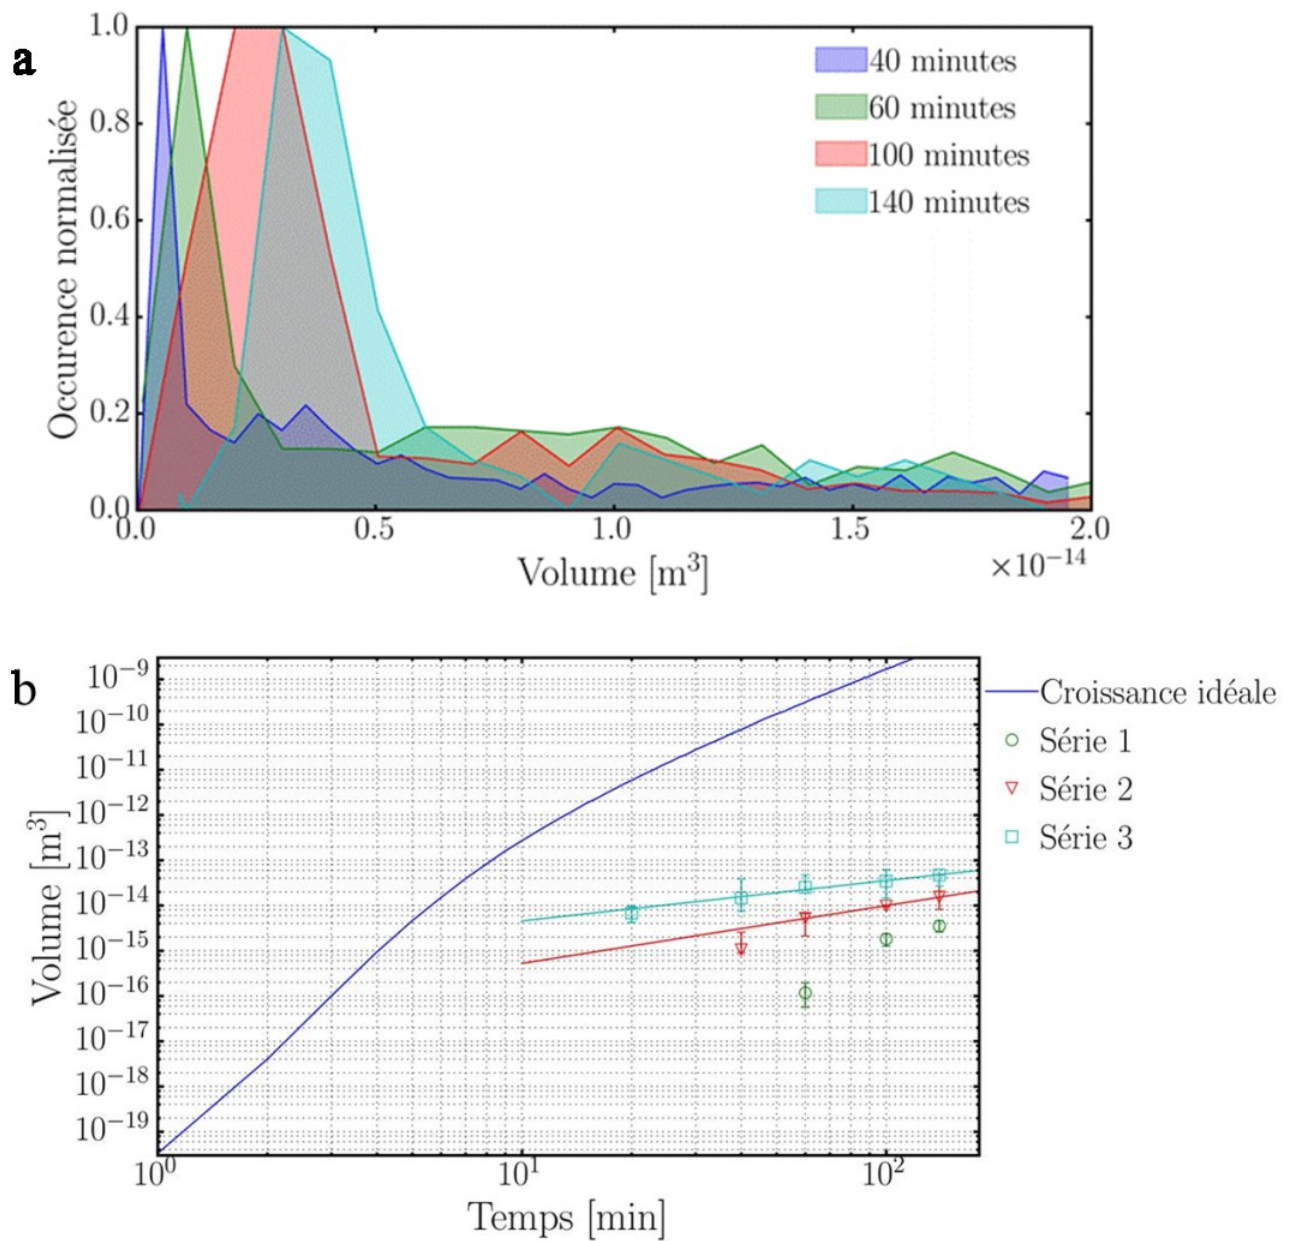 a
Occurence normalisée
1.0
0.8
0.6
0.4
0.2
0.0
40 minutes
60 minutes
100 minutes
140 minutes
0.0 0.5 1.0 1.5 2.0
×10⁻¹⁴
Volume [m³]
b
Volume [m³]
10⁻⁹
10⁻¹⁰
10⁻¹¹
10⁻¹²
10⁻¹³
10⁻¹⁴
10⁻¹⁵
10⁻¹⁶
10⁻¹⁷
10⁻¹⁸
10⁻¹⁹
Croissance idéale
Série 1
Série 2
Série 3
10⁰ 10¹ 10²
Temps [min]